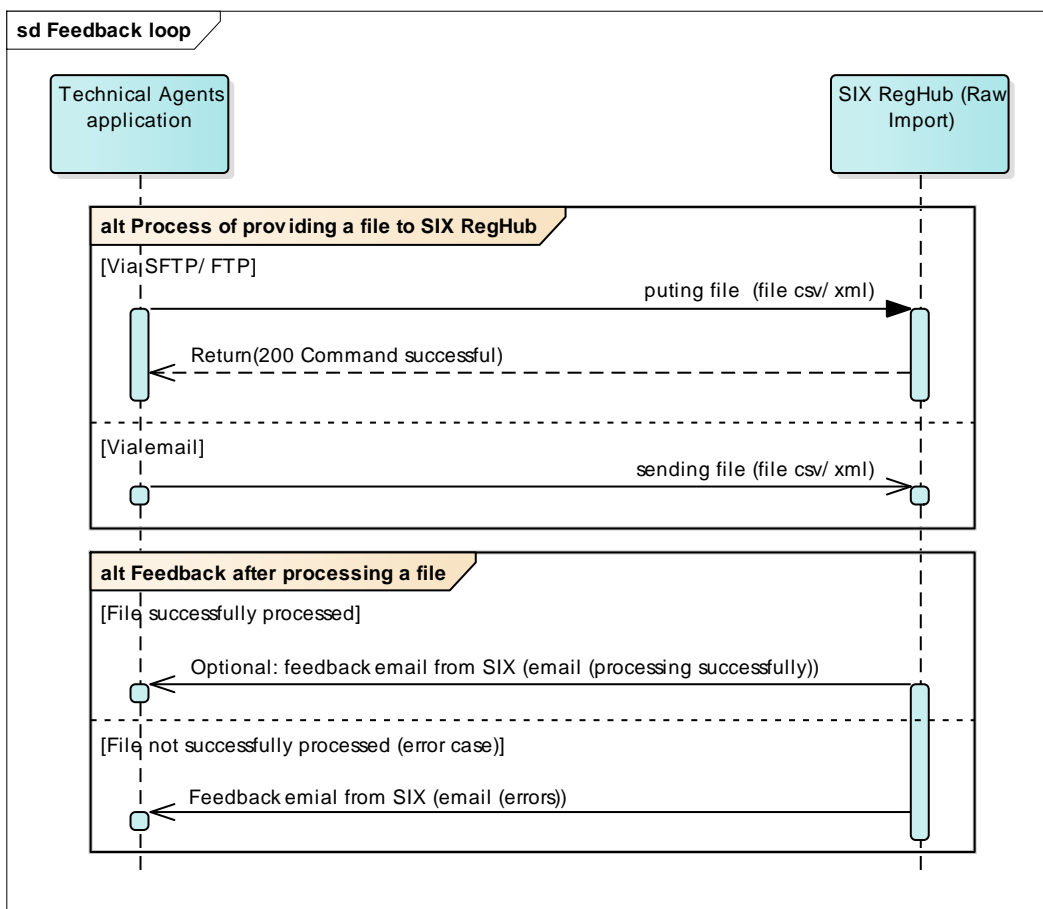 sd Feedback loop
Technical Agents
application
SIX RegHub (Raw
Import)
alt Process of providing a file to SIX RegHub
[Via SFTP/ FTP]
puting file (file csv/ xml)
Return(200 Command successful)
[Via email]
sending file (file csv/ xml)
alt Feedback after processing a file
[File successfully processed]
Optional: feedback email from SIX (email (processing successfully))
[File not successfully processed (error case)]
Feedback emial from SIX (email (errors))